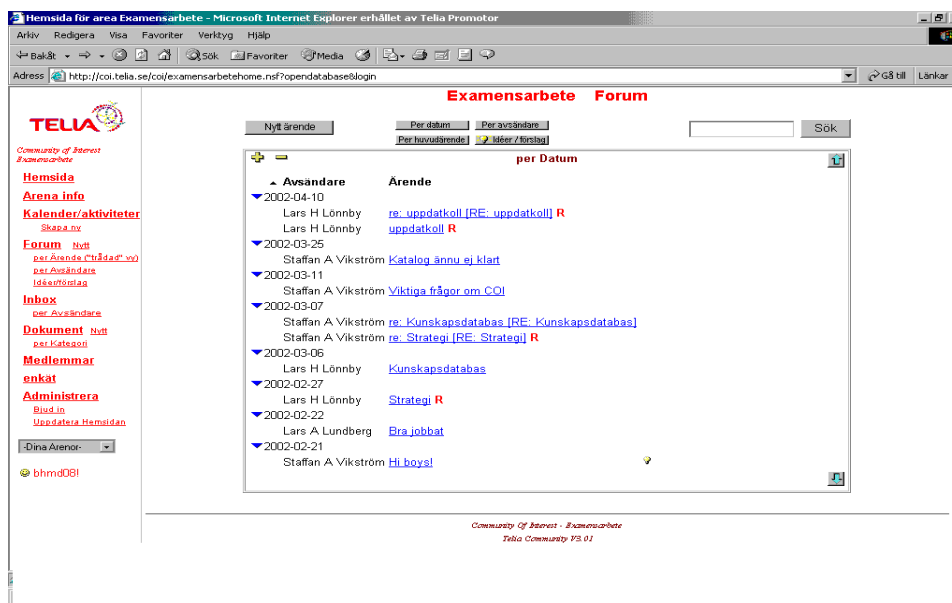 Hemsida för area Examensarbete - Microsoft Internet Explorer erhållet av Telia Promotor
Arkiv Redigera Visa Favoriter Verktyg Hjälp
Bakåt Sök Favoriter Media
Adress http://coi.telia.se/coi/examensarbetehome.nsf?opendatabase&login Gå till Länkar
TELIA
Community of Interest
Examensarbete
Hemsida
Arena info
Kalender/aktiviteter
Skapa ny
Forum Nytt
per Ärende ("trådad" vy)
per Avsändare
Idéer/förslag
Inbox
per Avsändare
Dokument Nytt
per Kategori
Medlemmar
enkät
Administrera
Bjud in
Uppdatera Hemsidan
-Dina Arenor-
bhmd08!
Examensarbete Forum
Nytt ärende
Per datum Per avsändare
Per huvudärende Idéer / förslag
Sök
per Datum
Avsändare Ärende
2002-04-10
Lars H Lönnby re: uppdatkoll [RE: uppdatkoll] R
Lars H Lönnby uppdatkoll R
2002-03-25
Staffan A Vikström Katalog ännu ej klart
2002-03-11
Staffan A Vikström Viktiga frågor om COI
2002-03-07
Staffan A Vikström re: Kunskapsdatabas [RE: Kunskapsdatabas]
Staffan A Vikström re: Strategi [RE: Strategi] R
2002-03-06
Lars H Lönnby Kunskapsdatabas
2002-02-27
Lars H Lönnby Strategi R
2002-02-22
Lars A Lundberg Bra jobbat
2002-02-21
Staffan A Vikström Hi boys!
Community Of Interest - Examensarbete
Telia Community V3.01